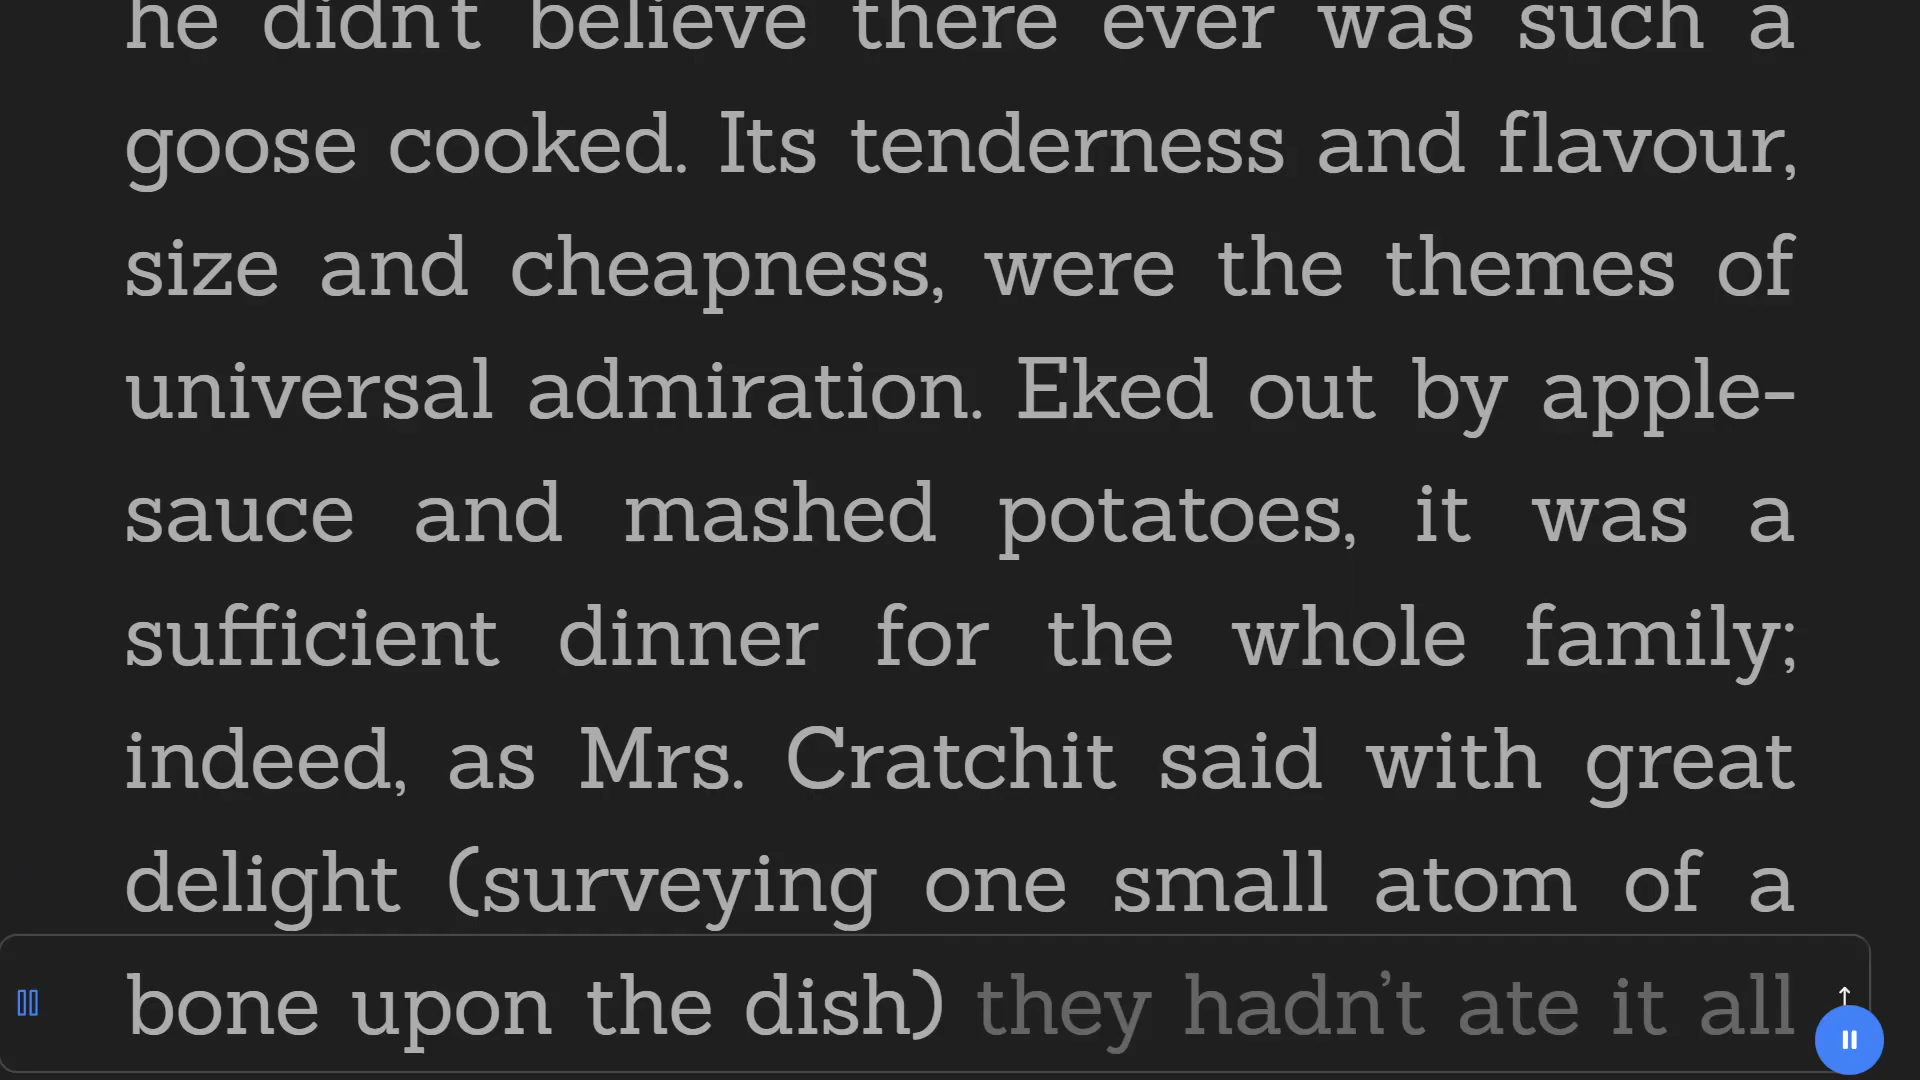 he didn't believe there ever was such a
goose cooked. Its tenderness and flavour,
size and cheapness, were the themes of
universal admiration. Eked out by apple-
sauce and mashed potatoes, it was a
sufficient dinner for the whole family;
indeed, as Mrs. Cratchit said with great
delight (surveying one small atom of a
bone upon the dish) they hadn’t ate it all